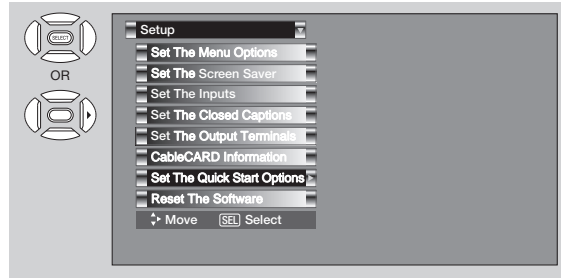 SELECT
OR
Setup
Set The Menu Options
Set The Screen Saver
Set The Inputs
Set The Closed Captions
Set The Output Terminals
CableCARD Information
Set The Quick Start Options
Reset The Software
Move SEL Select